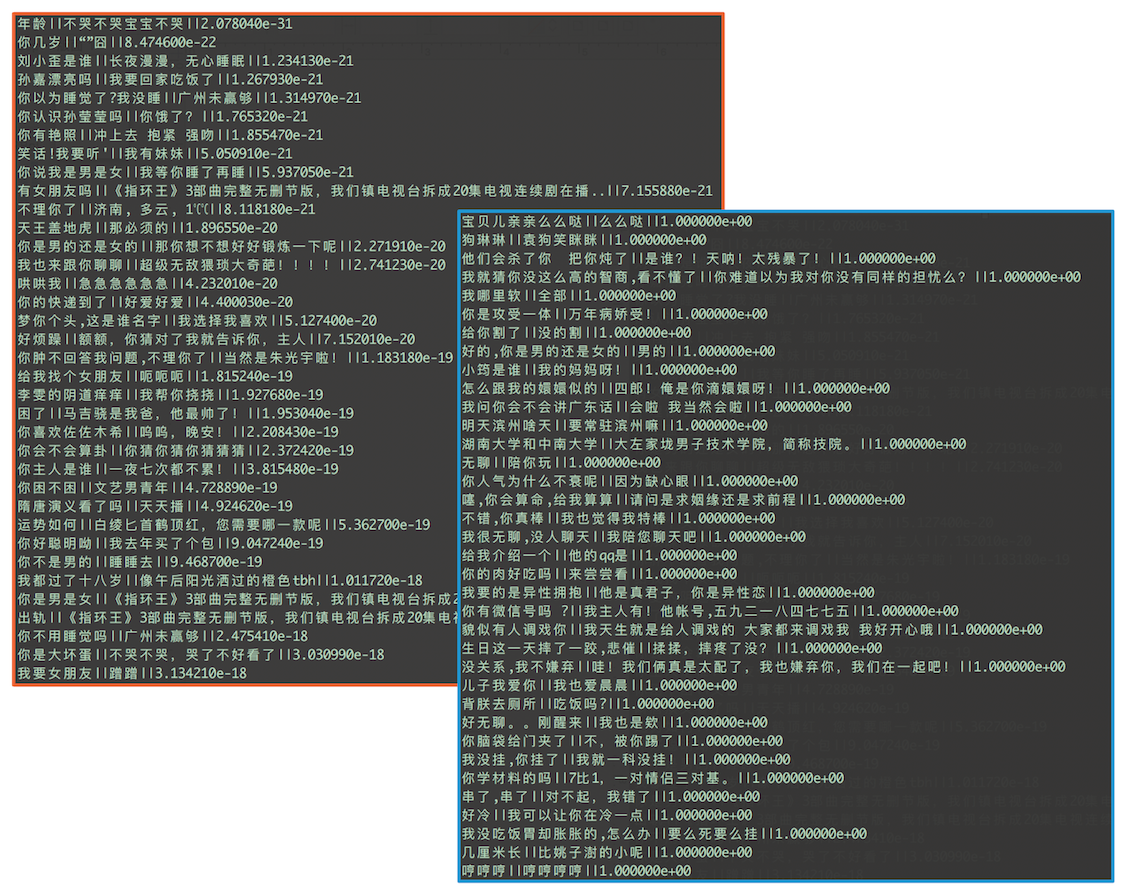 年龄||不哭不哭宝宝不哭||2.078040e-31
你几岁||“”囧||8.474600e-22
刘小歪是谁||长夜漫漫，无心睡眠||1.234130e-21
孙嘉漂亮吗||我要回家吃饭了||1.267930e-21
你以为睡觉了?我没睡||广州未赢够||1.314970e-21
你认识孙莹莹吗||你饿了？||1.765320e-21
你有艳照||冲上去 抱紧 强吻||1.855470e-21
笑话!我要听'||我有妹妹||5.050910e-21
你说我是男是女||我等你睡了再睡||5.937050e-21
有女朋友吗||《指环王》3部曲完整无删节版，我们镇电视台拆成20集电视连续剧在播..||7.155880e-21
不理你了||济南，多云，1℃℃||8.118180e-21
天王盖地虎||那必须的||1.896550e-20
你是男的还是女的||那你想不想好好锻炼一下呢||2.271910e-20
我也来跟你聊聊||超级无敌猥琐大奇葩！！！！||2.741230e-20
哄哄我||急急急急急急||4.232010e-20
你的快递到了||好爱好爱||4.400030e-20
梦你个头,这是谁名字||我选择我喜欢||5.127400e-20
好烦躁||额额，你猜对了我就告诉你，主人||7.152010e-20
你肿不回答我问题,不理你了||当然是朱光宇啦！||1.183180e-19
给我找个女朋友||呃呃呃||1.815240e-19
李雯的阴道痒痒||我帮你挠挠||1.927680e-19
困了||马吉骁是我爸，他最帅了！||1.953040e-19
你喜欢佐佐木希||呜呜，晚安！||2.208430e-19
你会不会算卦||你猜你猜你猜猜猜||2.372420e-19
你主人是谁||一夜七次都不累！||3.815480e-19
你困不困||文艺男青年||4.728890e-19
隋唐演义看了吗||天天播||4.924620e-19
运势如何||白绫匕首鹤顶红，您需要哪一款呢||5.362700e-19
你好聪明呦||我去年买了个包||9.047240e-19
你不是男的||睡睡去||9.468700e-19
我都过了十八岁||像午后阳光洒过的橙色tbh||1.011720e-18
你是男是女||《指环王》3部曲完整无删节版，我们镇电视台拆成2
出轨||《指环王》3部曲完整无删节版，我们镇电视台拆成20集电视
你不用睡觉吗||广州未赢够||2.475410e-18
你是大坏蛋||不哭不哭，哭了不好看了||3.030990e-18
我要女朋友||蹭蹭||3.134210e-18
宝贝儿亲亲么么哒||么么哒||1.000000e+00
狗琳琳||袁狗笑眯眯||1.000000e+00
他们会杀了你　把你炖了||是谁？！天呐！太残暴了！||1.000000e+00
我就猜你没这么高的智商,看不懂了||你难道以为我对你没有同样的担忧么？||1.000000e+00
我哪里软||全部||1.000000e+00
你是攻受一体||万年病娇受！||1.000000e+00
给你割了||没的割||1.000000e+00
好的,你是男的还是女的||男的||1.000000e+00
小筠是谁||我的妈妈呀！||1.000000e+00
怎么跟我的嬛嬛似的||四郎！俺是你滴嬛嬛呀！||1.000000e+00
我问你会不会讲广东话||会啦 我当然会啦||1.000000e+00
明天滨州啥天||要常驻滨州嘛||1.000000e+00
湖南大学和中南大学||大左家垅男子技术学院，简称技院。||1.000000e+00
无聊||陪你玩||1.000000e+00
你人气为什么不衰呢||因为缺心眼||1.000000e+00
噻,你会算命,给我算算||请问是求姻缘还是求前程||1.000000e+00
不错,你真棒||我也觉得我特棒||1.000000e+00
我很无聊,没人聊天||我陪您聊天吧||1.000000e+00
给我介绍一个||他的qq是||1.000000e+00
你的肉好吃吗||来尝尝看||1.000000e+00
我要的是异性拥抱||他是真君子，你是异性恋||1.000000e+00
你有微信号吗 ?||我主人有！他帐号,五九二一八四七七五||1.000000e+00
貌似有人调戏你||我天生就是给人调戏的 大家都来调戏我 我好开心哦||1.000000e+00
生日这一天摔了一跤,悲催||揉揉，摔疼了没？||1.000000e+00
没关系,我不嫌弃||哇！我们俩真是太配了，我也嫌弃你，我们在一起吧！||1.000000e+00
儿子我爱你||我也爱晨晨||1.000000e+00
背朕去厕所||吃饭吗?||1.000000e+00
好无聊。。刚醒来||我也是欸||1.000000e+00
你脑袋给门夹了||不，被你踢了||1.000000e+00
我没挂,你挂了||我就一科没挂！||1.000000e+00
你学材料的吗||7比1，一对情侣三对基。||1.000000e+00
串了,串了||对不起，我错了||1.000000e+00
好冷||我可以让你在冷一点||1.000000e+00
我没吃饭胃却胀胀的,怎么办||要么死要么挂||1.000000e+00
几厘米长||比姚子澍的小呢||1.000000e+00
哼哼哼||哼哼哼哼||1.000000e+00